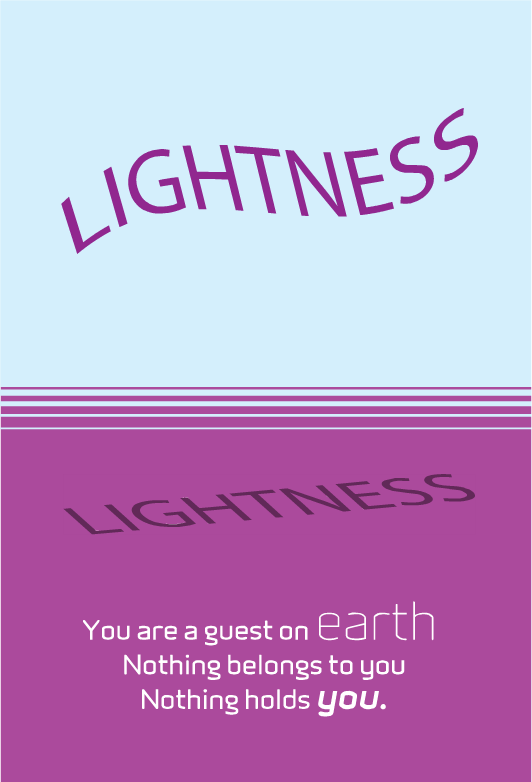 LIGHTNESS
LIGHTNESS
You are a guest on earth
Nothing belongs to you
Nothing holds you.